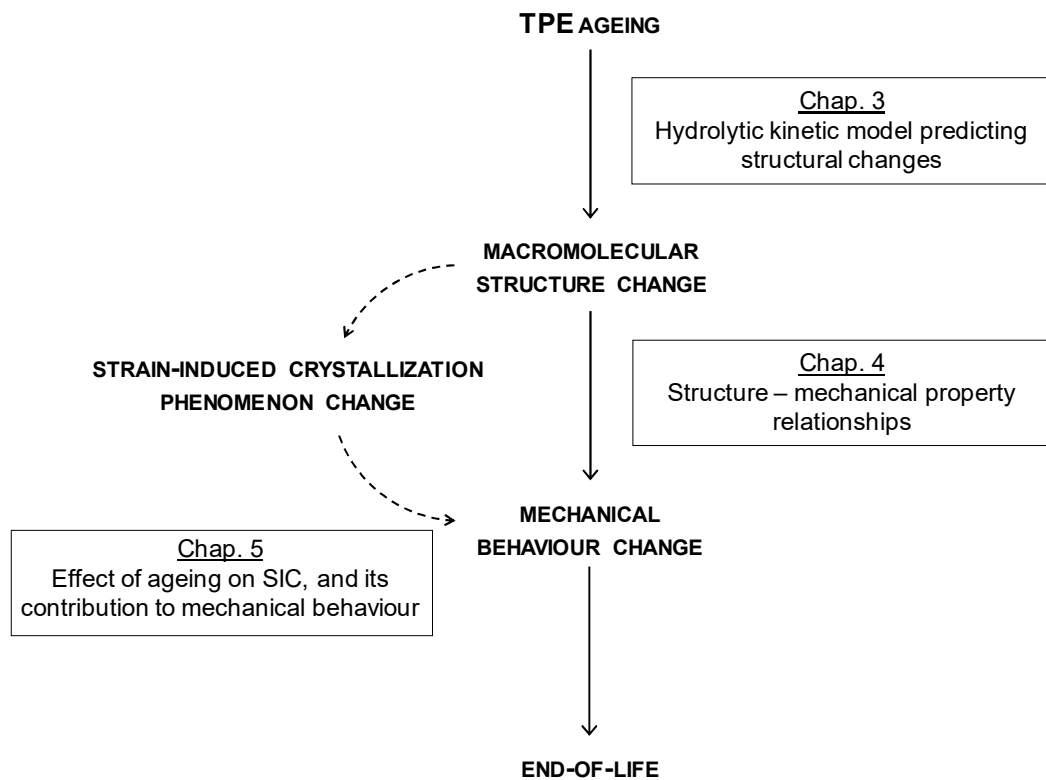 TPE AGEING
Chap. 3
Hydrolytic kinetic model predicting
structural changes
MACROMOLECULAR
STRUCTURE CHANGE
STRAIN-INDUCED CRYSTALLIZATION
PHENOMENON CHANGE
Chap. 4
Structure – mechanical property
relationships
MECHANICAL
BEHAVIOUR CHANGE
Chap. 5
Effect of ageing on SIC, and its
contribution to mechanical behaviour
END-OF-LIFE